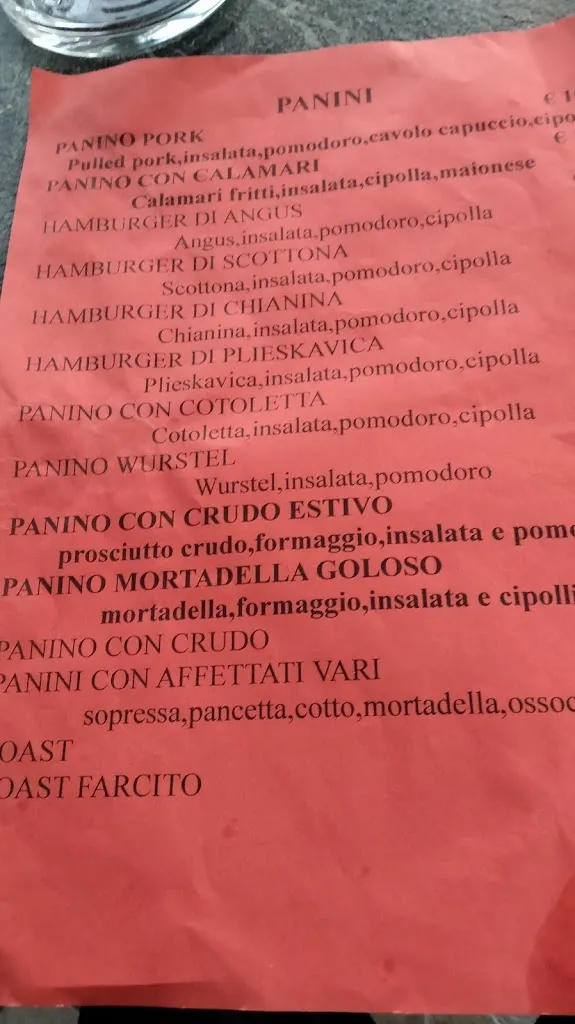 PANINI
PANINO PORK
Pulled pork,insalata,pomodoro,cavolo capuccio,cipo
PANINO CON CALAMARI €
Calamari fritti,insalata,cipolla,maionese
HAMBURGER DI ANGUS
Angus,insalata,pomodoro,cipolla
HAMBURGER DI SCOTTONA
Scottona,insalata,pomodoro,cipolla
HAMBURGER DI CHIANINA
Chianina,insalata,pomodoro,cipolla
HAMBURGER DI PLIESKAVICA
Plieskavica,insalata,pomodoro,cipolla
PANINO CON COTOLETTA
Cotoletta,insalata,pomodoro,cipolla
PANINO WURSTEL
Wurstel,insalata,pomodoro
PANINO CON CRUDO ESTIVO
prosciutto crudo,formaggio,insalata e pomo
PANINO MORTADELLA GOLOSO
mortadella,formaggio,insalata e cipolli
PANINO CON CRUDO
PANINI CON AFFETTATI VARI
sopressa,pancetta,cotto,mortadella,ossoc
OAST
OAST FARCITO